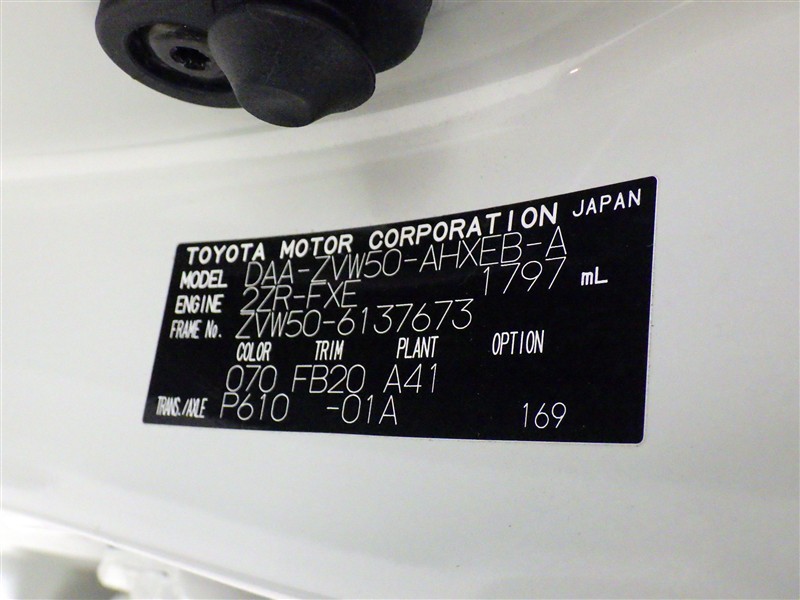 TOYOTA MOTOR CORPORATION JAPAN
MODEL DAA-ZVW50-AHXEB-A
ENGINE 2ZR-FXE 1797 mL
FRAME No. ZVW50-6137673
COLOR TRIM PLANT OPTION
070 FB20 A41
TRANS./AXLE P610 -01A 169